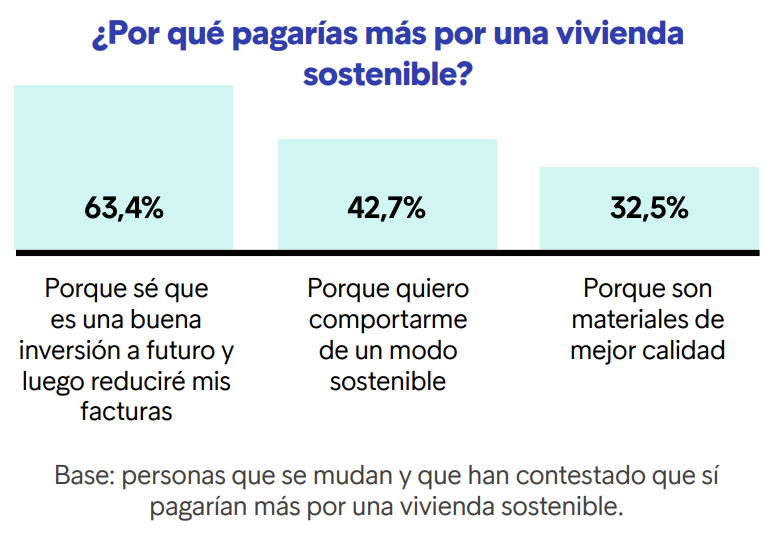 ¿Por qué pagarías más por una vivienda
sostenible?
63,4%
42,7%
32,5%
Porque sé que
es una buena
inversión a futuro y
luego reduciré mis
facturas
Porque quiero
comportarme
de un modo
sostenible
Porque son
materiales de
mejor calidad
Base: personas que se mudan y que han contestado que sí
pagarían más por una vivienda sostenible.